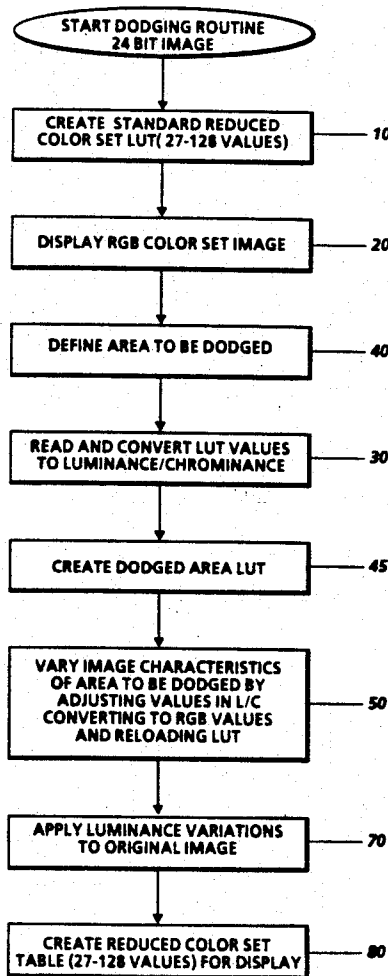 START DODGING ROUTINE
24 BIT IMAGE
CREATE STANDARD REDUCED
COLOR SET LUT( 27-128 VALUES)
10
DISPLAY RGB COLOR SET IMAGE
20
DEFINE AREA TO BE DODGED
40
READ AND CONVERT LUT VALUES
TO LUMINANCE/CHROMINANCE
30
CREATE DODGED AREA LUT
45
VARY IMAGE CHARACTERISTICS
OF AREA TO BE DODGED BY
ADJUSTING VALUES IN L/C
CONVERTING TO RGB VALUES
AND RELOADING LUT
50
APPLY LUMINANCE VARIATIONS
TO ORIGINAL IMAGE
70
CREATE REDUCED COLOR SET
TABLE (27-128 VALUES) FOR DISPLAY
80